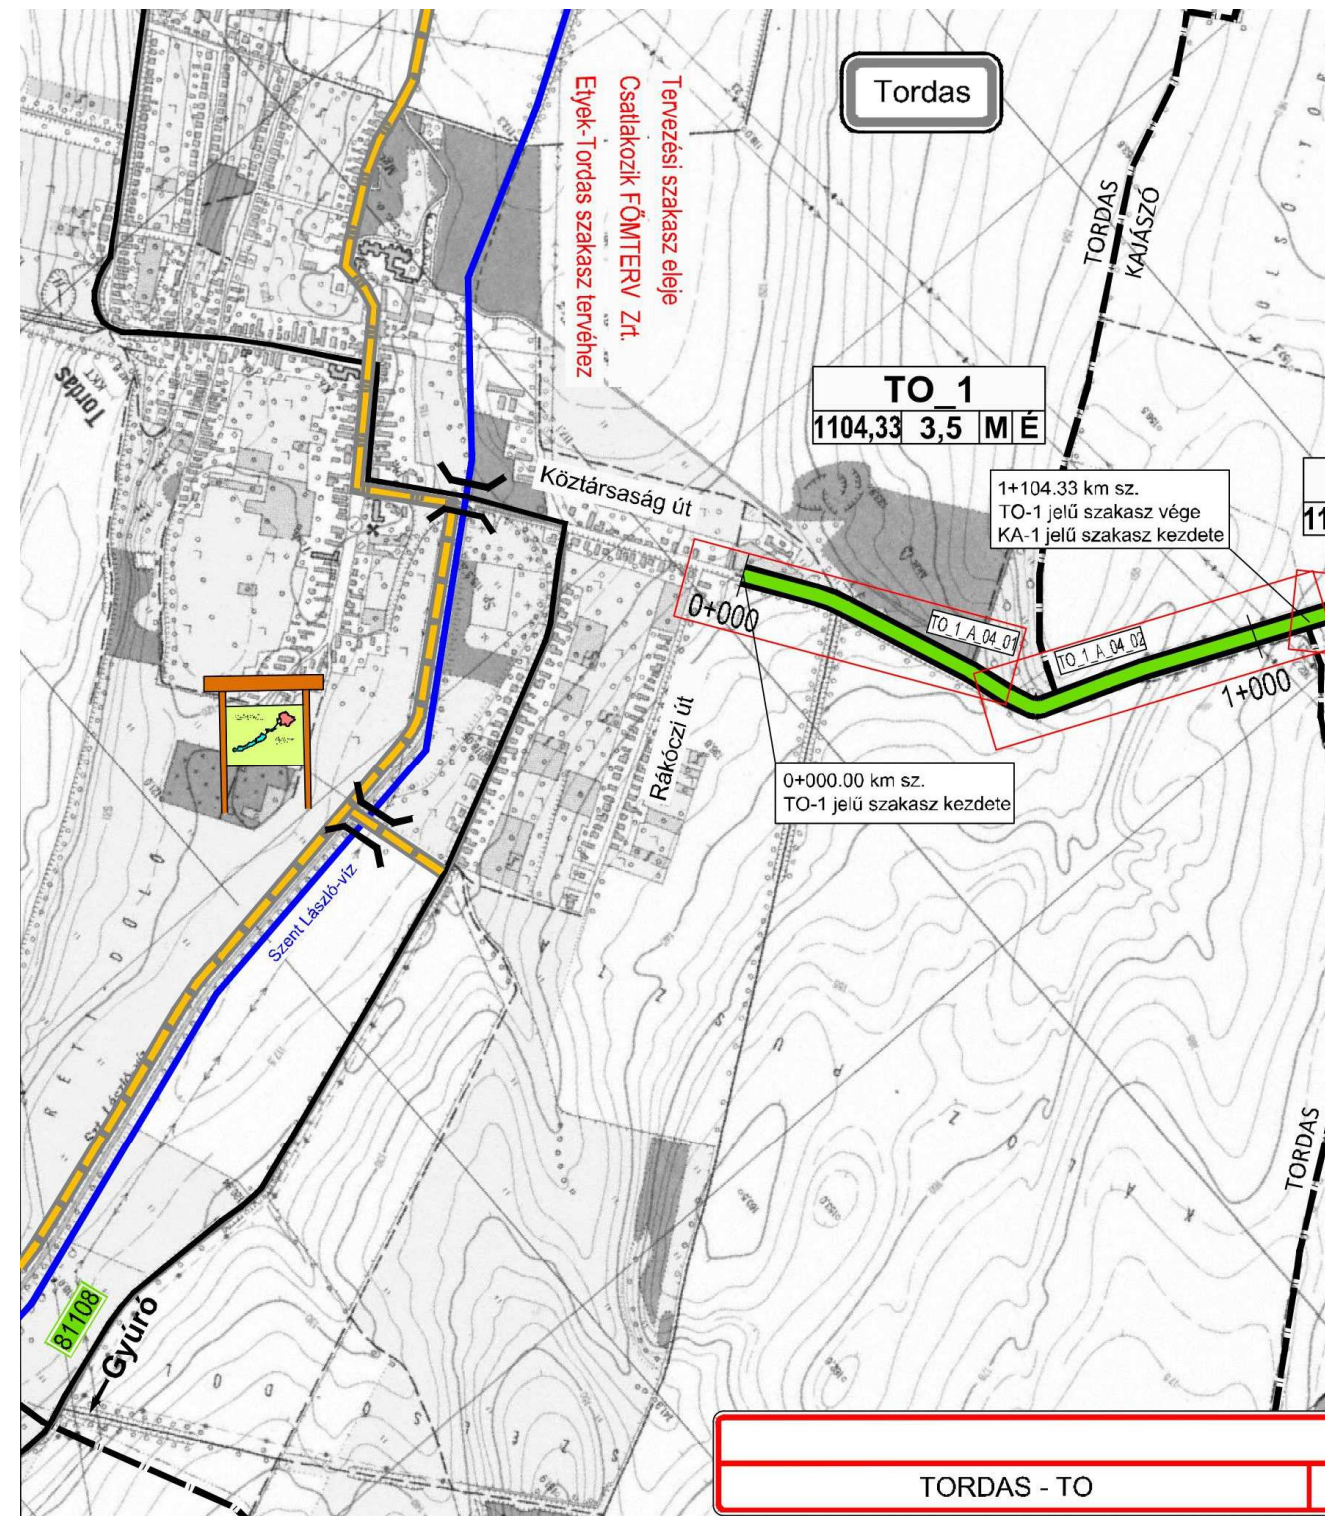 Tordas
Tervezési szakasz eleje
Csatlakozik FŐMTERV Zrt.
Etyek-Tordas szakasz tervéhez
TORDAS
KAJÁSZÓ
TO_1
1104,33 3,5 M É
Tordas
KKT
Köztársaság út
1+104.33 km sz.
TO-1 jelű szakasz vége
KA-1 jelű szakasz kezdete
11
0+000
TO_1_A_04_01
TO_1_A_04_02
1+000
Rákóczi út
0+000.00 km sz.
TO-1 jelű szakasz kezdete
Szent László-víz
TORDAS
81108
Gyúró
TORDAS - TO